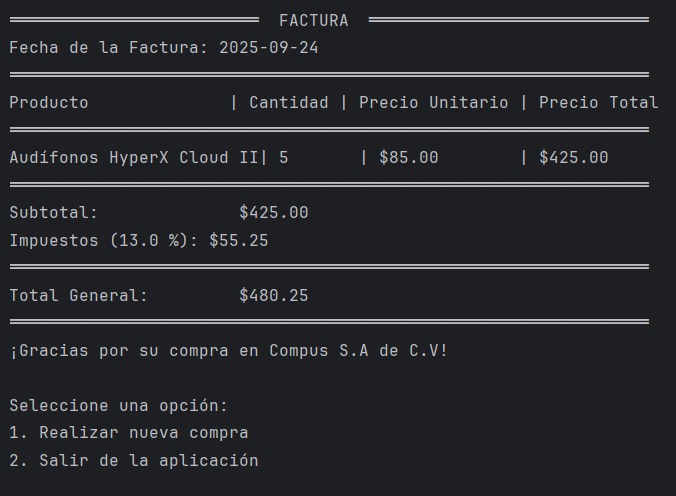 ═════════════════════════  FACTURA  ════════════════════════════
Fecha de la Factura: 2025-09-24
════════════════════════════════════════════════════════════════
Producto              | Cantidad | Precio Unitario | Precio Total
════════════════════════════════════════════════════════════════
Audífonos HyperX Cloud II| 5       | $85.00        | $425.00
════════════════════════════════════════════════════════════════
Subtotal:              $425.00
Impuestos (13.0 %): $55.25
════════════════════════════════════════════════════════════════
Total General:         $480.25
════════════════════════════════════════════════════════════════
¡Gracias por su compra en Compus S.A de C.V!
Seleccione una opción:
1. Realizar nueva compra
2. Salir de la aplicación